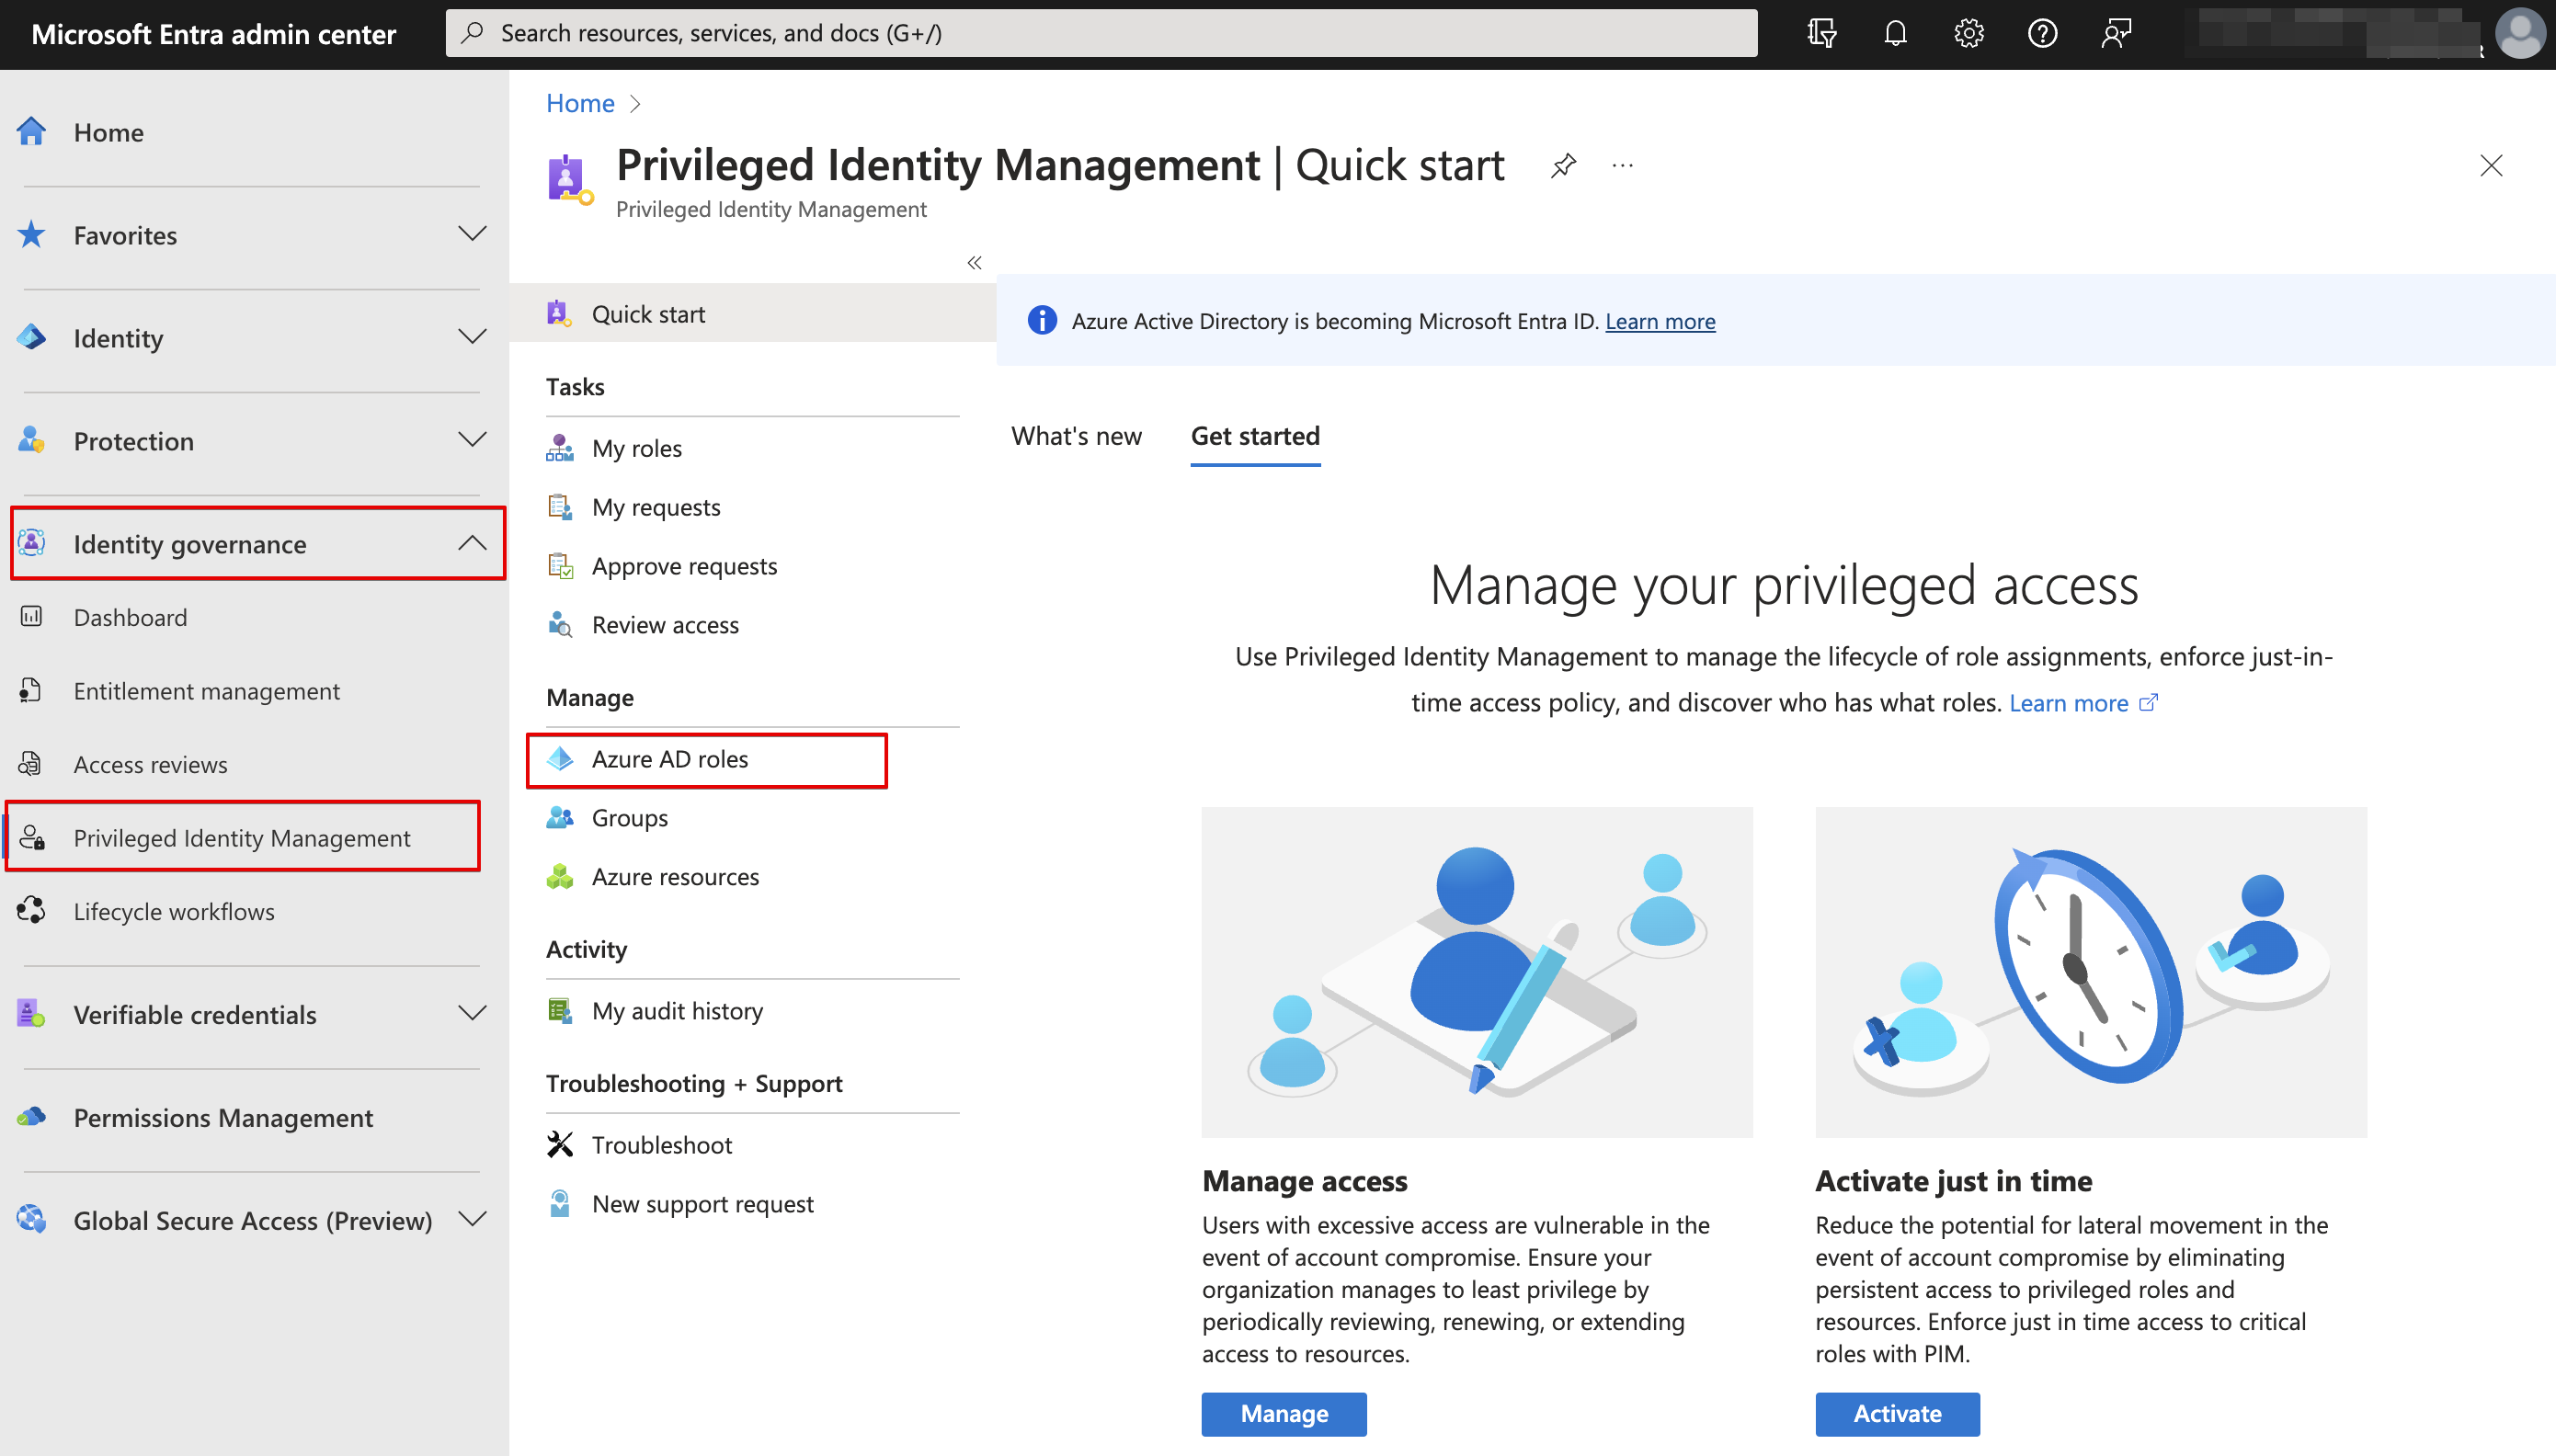 Microsoft Entra admin center
Search resources, services, and docs (G+/)
Home
Favorites
Identity
Protection
Identity governance
Dashboard
Entitlement management
Access reviews
Privileged Identity Management
Lifecycle workflows
Verifiable credentials
Permissions Management
Global Secure Access (Preview)
Home
Privileged Identity Management | Quick start
Privileged Identity Management
Quick start
Tasks
My roles
My requests
Approve requests
Review access
Manage
Azure AD roles
Groups
Azure resources
Activity
My audit history
Troubleshooting + Support
Troubleshoot
New support request
Azure Active Directory is becoming Microsoft Entra ID. Learn more
What's new
Get started
Manage your privileged access
Use Privileged Identity Management to manage the lifecycle of role assignments, enforce just-in-
time access policy, and discover who has what roles. Learn more
Manage access
Users with excessive access are vulnerable in the
event of account compromise. Ensure your
organization manages to least privilege by
periodically reviewing, renewing, or extending
access to resources.
Manage
Activate just in time
Reduce the potential for lateral movement in the
event of account compromise by eliminating
persistent access to privileged roles and
resources. Enforce just in time access to critical
roles with PIM.
Activate